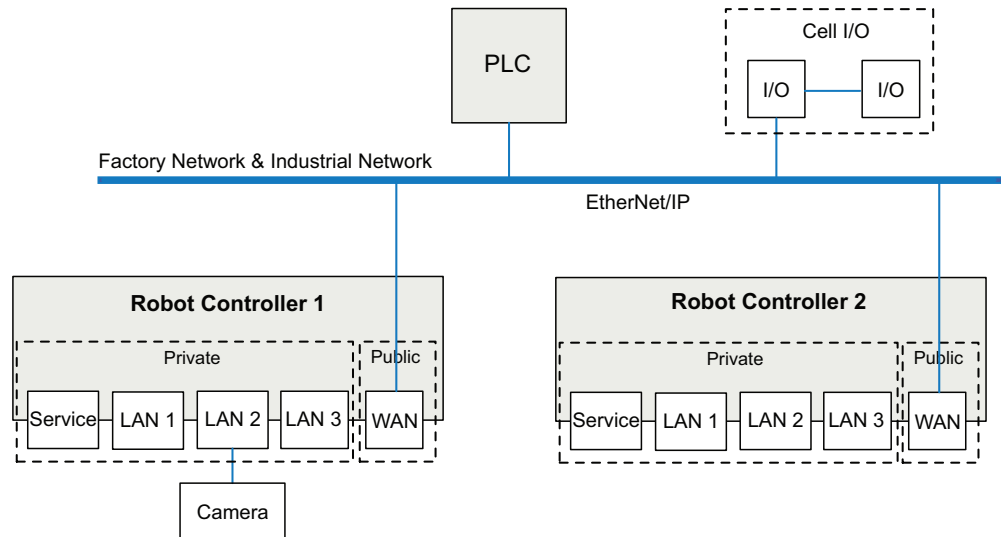 PLC
Cell I/O
I/O
I/O
Factory Network & Industrial Network
EtherNet/IP
Robot Controller 1
Private
Public
Service
LAN 1
LAN 2
LAN 3
WAN
Camera
Robot Controller 2
Private
Public
Service
LAN 1
LAN 2
LAN 3
WAN